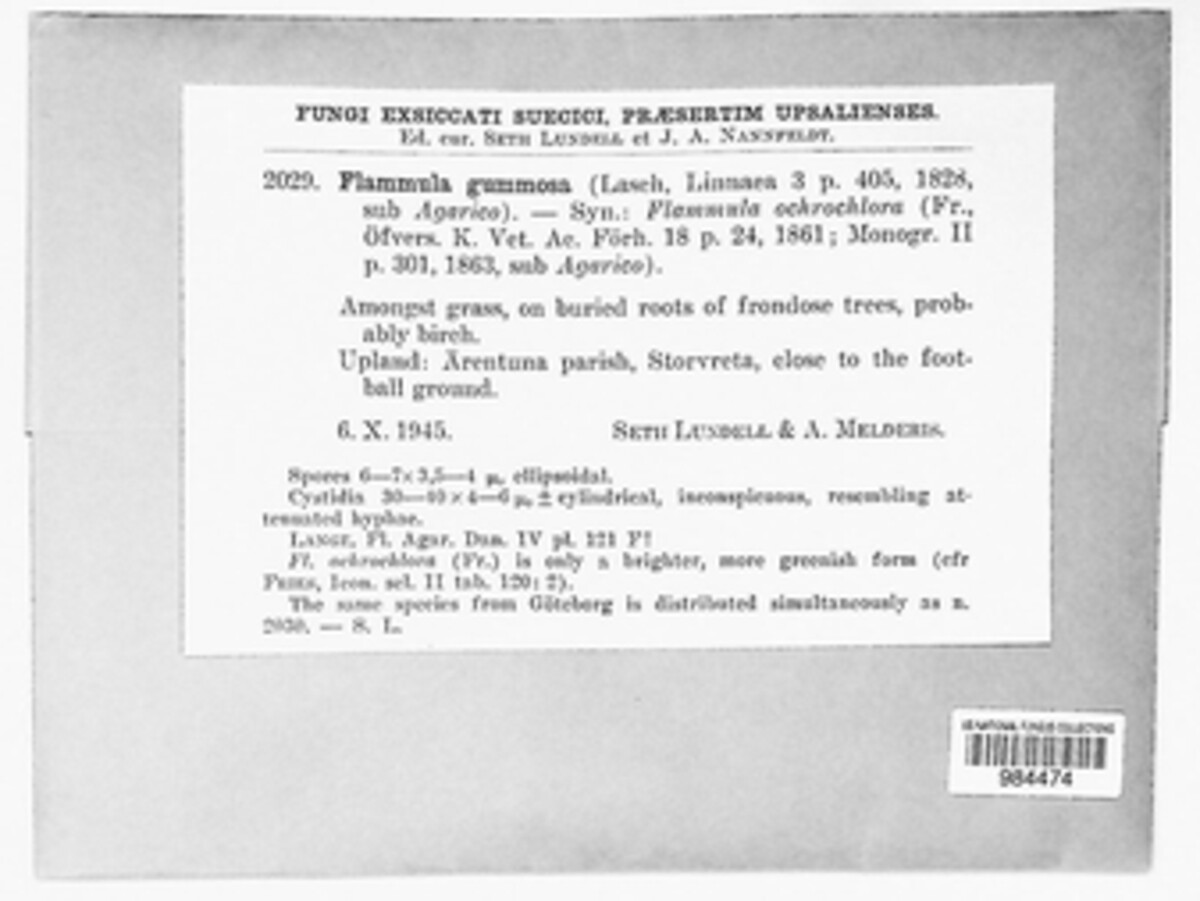 FUNGI EXSICCATI SUECICI, PRÆSERTIM UPSALIENSES.
Ed. cur. SETH LUNDELL et J. A. NANNFELDT.
2029. Flammula gummosa (Lasch, Linnaea 3 p. 405, 1828,
sub Agarico). — Syn.: Flammula ochrochlora (Fr.,
Öfvers. K. Vet. Ac. Förh. 18 p. 24, 1861; Monogr. II
p. 301, 1863, sub Agarico).
Amongst grass, on buried roots of frondose trees, prob-
ably birch.
Upland: Ärentuna parish, Storvreta, close to the foot-
ball ground.
6. X. 1945. SETH LUNDELL & A. MELDERIS.
Spores 6—7×3,5—4 μ, ellipsoidal.
Cystidia 30—40×4—6 μ, ± cylindrical, inconspicuous, resembling at-
tenuated hyphae.
LANGE, Fl. Agar. Dan. IV pl. 121 F!
Fl. ochrochlora (Fr.) is only a brighter, more greenish form (cfr
FRIES, Icon. sel. II tab. 120: 2).
The same species from Göteborg is distributed simultaneously as n.
2030. — S. L.
US NATIONAL FUNGUS COLLECTIONS
984474